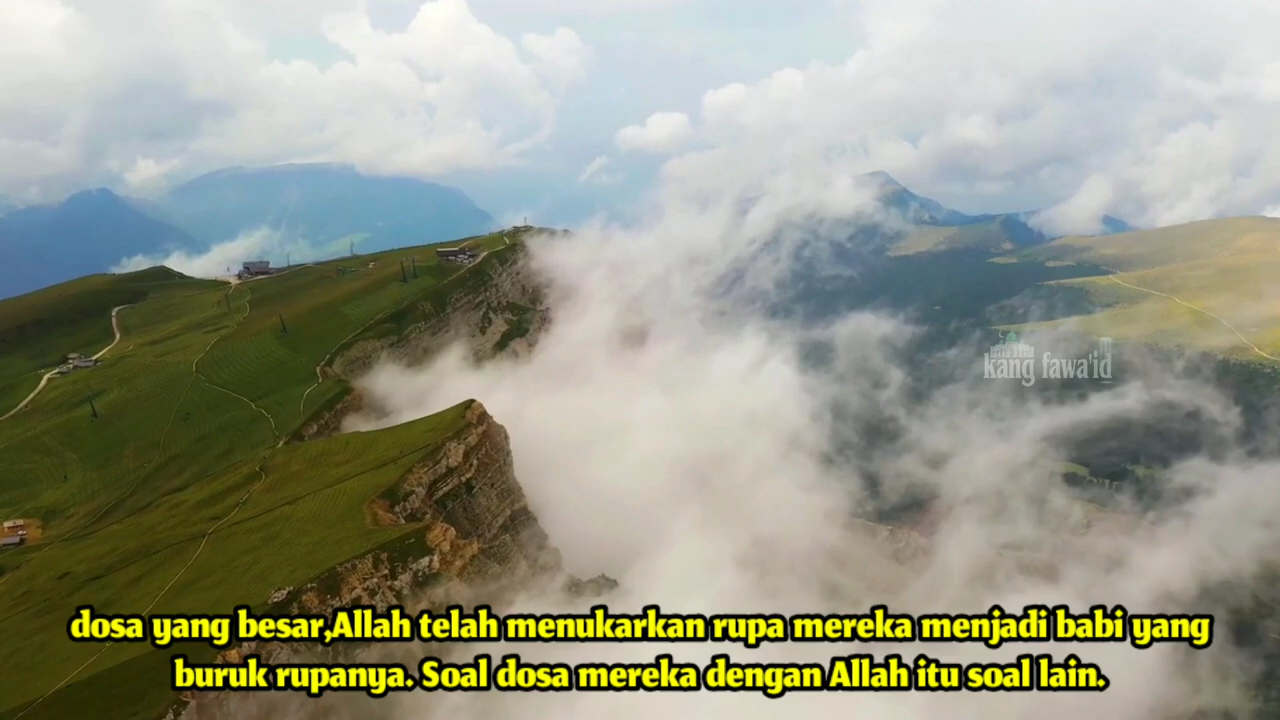 kang fawa'id
dosa yang besar,Allah telah menukarkan rupa mereka menjadi babi yang
buruk rupanya. Soal dosa mereka dengan Allah itu soal lain.